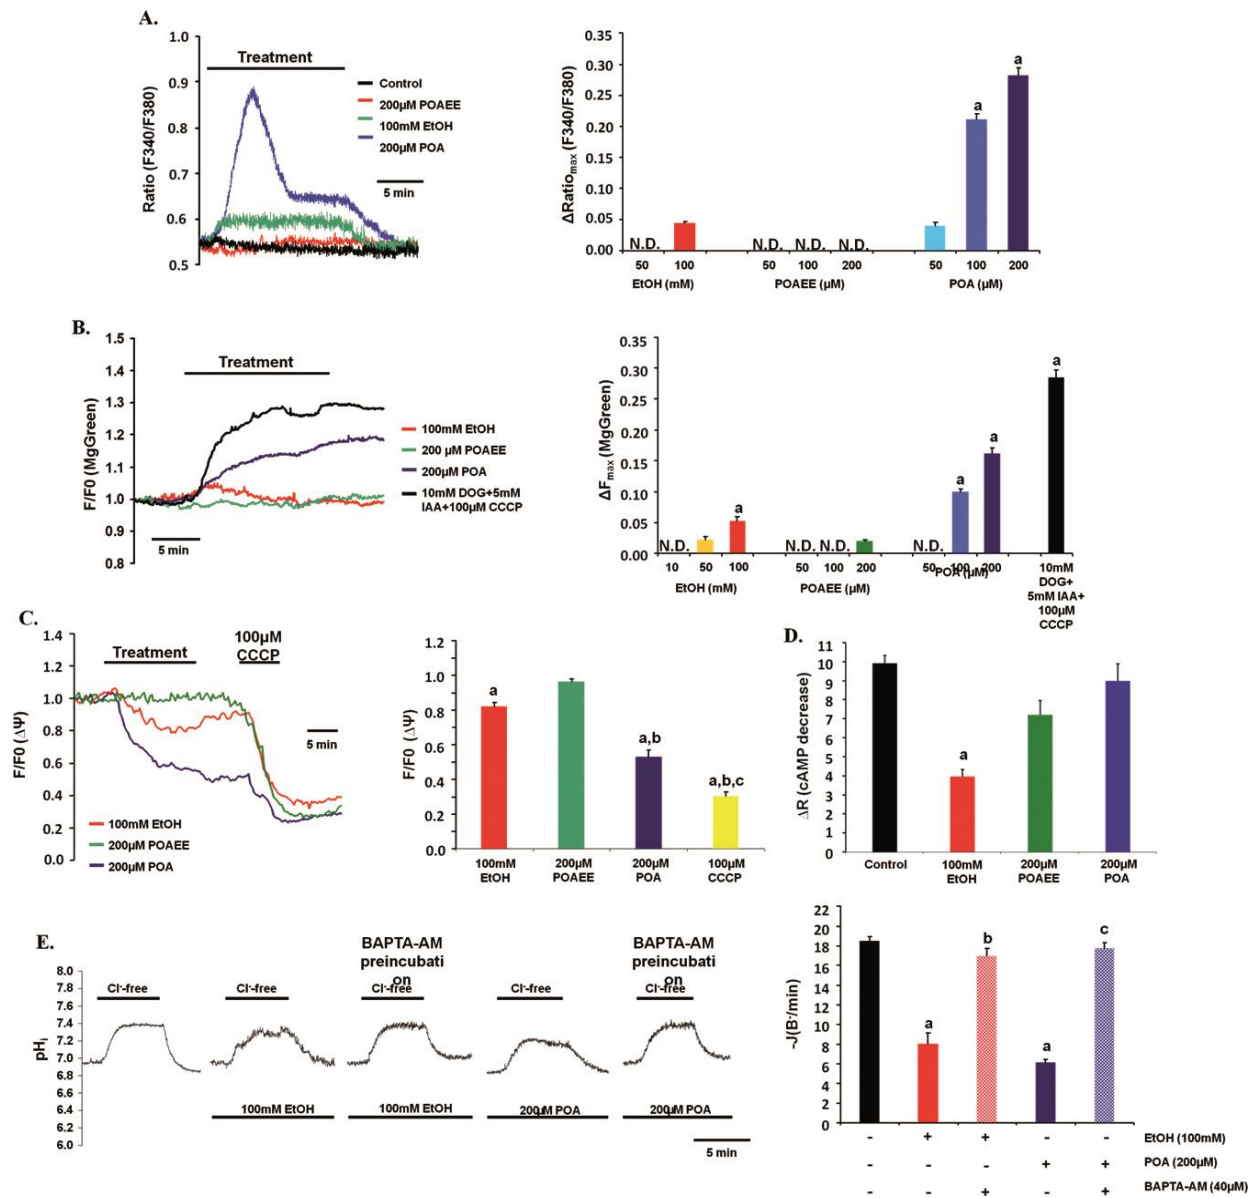 A.
Ratio (F340/F380)
1.0
0.9
0.8
0.7
0.6
0.5
Treatment
Control
200µM POAEE
100mM EtOH
200µM POA
5 min
ΔRatiomax (F340/F380)
0.35
0.30
0.25
0.20
0.15
0.10
0.05
0.00
N.D. N.D. N.D. N.D. a a
50 100 50 100 200 50 100 200
EtOH (mM) POAEE (µM) POA (µM)
B.
F/F0 (MgGreen)
1.5
1.4
1.3
1.2
1.1
1.0
0.9
0.8
Treatment
100mM EtOH
200 µM POAEE
200µM POA
10mM DOG+5mM
IAA+100µM CCCP
5 min
ΔFmax (MgGreen)
0.35
0.30
0.25
0.20
0.15
0.10
0.05
0.00
N.D. a N.D. N.D. N.D. a a a
10 50 100 50 100 200 50 100 200
EtOH (mM) POAEE (µM) POA (µM)
10mM
DOG+
5mM IAA+
100µM
CCCP
C.
F/F0 (ΔΨ)
1.4
1.2
1.0
0.8
0.6
0.4
0.2
0.0
Treatment
100µM
CCCP
5 min
100mM EtOH
200µM POAEE
200µM POA
F/F0 (ΔΨ)
1.0
0.8
0.6
0.4
0.2
0.0
a a,b a,b,c
100mM 200µM 200µM 100µM
EtOH POAEE POA CCCP
D.
ΔR (cAMP decrease)
11
10
9
8
7
6
5
4
3
2
1
0
a
Control 100mM 200µM 200µM
EtOH POAEE POA
E.
pHi
8.0
7.8
7.6
7.4
7.2
7.0
6.8
6.6
6.4
6.2
6.0
BAPTA-AM BAPTA-AM
preincubati preincubati
on on
Cl-free Cl-free Cl-free Cl-free Cl-free
100mM EtOH 100mM EtOH 200µM POA 200µM POA
5 min
-J(B-/min)
22
20
18
16
14
12
10
8
6
4
2
0
a b a c
- + + - - EtOH (100mM)
- - - + + POA (200µM)
- - + - + BAPTA-AM (40µM)